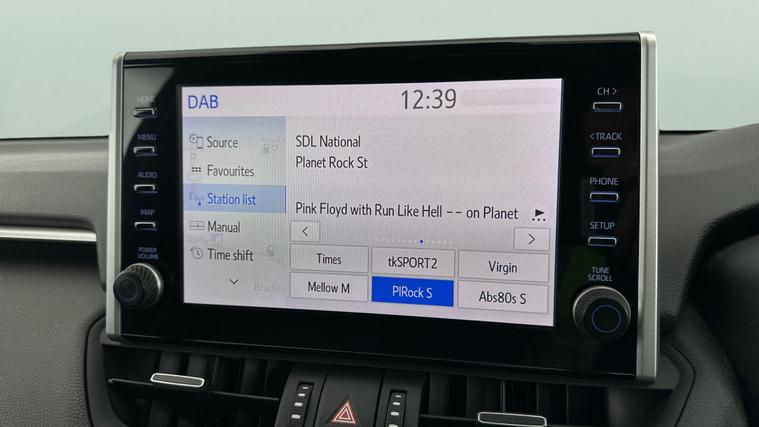 DAB
12:39
HOME
MENU
AUDIO
MAP
POWER
VOLUME
Source
Favourites
Station list
Manual
Time shift
SDL National
Planet Rock St
Pink Floyd with Run Like Hell -- on Planet
Times
tkSPORT2
Virgin
Mellow M
PlRock S
Abs80s S
Bradley
CH >
< TRACK
PHONE
SETUP
TUNE
SCROLL